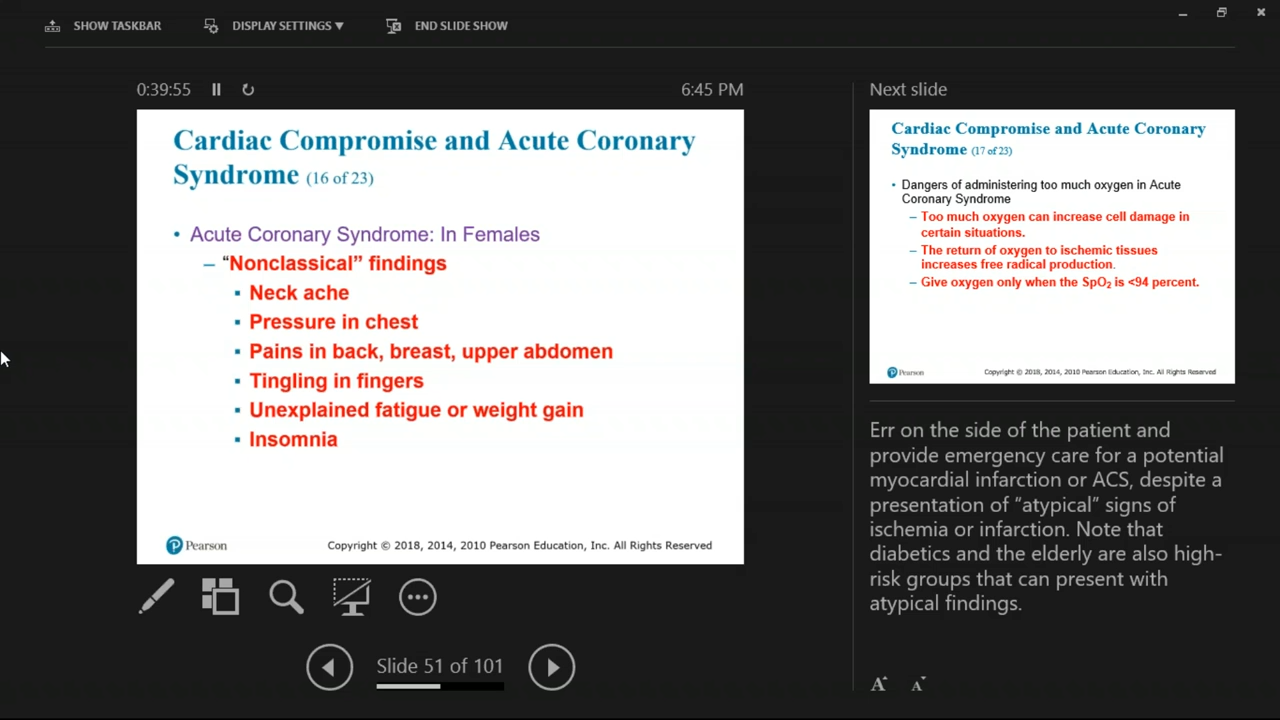 SHOW TASKBAR DISPLAY SETTINGS ▼ END SLIDE SHOW
0:39:55 6:45 PM
Cardiac Compromise and Acute Coronary
Syndrome (16 of 23)
• Acute Coronary Syndrome: In Females
– “Nonclassical” findings
▪ Neck ache
▪ Pressure in chest
▪ Pains in back, breast, upper abdomen
▪ Tingling in fingers
▪ Unexplained fatigue or weight gain
▪ Insomnia
Pearson Copyright © 2018, 2014, 2010 Pearson Education, Inc. All Rights Reserved
Slide 51 of 101
Next slide
Cardiac Compromise and Acute Coronary
Syndrome (17 of 23)
• Dangers of administering too much oxygen in Acute
Coronary Syndrome
– Too much oxygen can increase cell damage in
certain situations.
– The return of oxygen to ischemic tissues
increases free radical production.
– Give oxygen only when the SpO₂ is <94 percent.
Pearson Copyright © 2018, 2014, 2010 Pearson Education, Inc. All Rights Reserved
Err on the side of the patient and
provide emergency care for a potential
myocardial infarction or ACS, despite a
presentation of “atypical” signs of
ischemia or infarction. Note that
diabetics and the elderly are also high-
risk groups that can present with
atypical findings.
A A